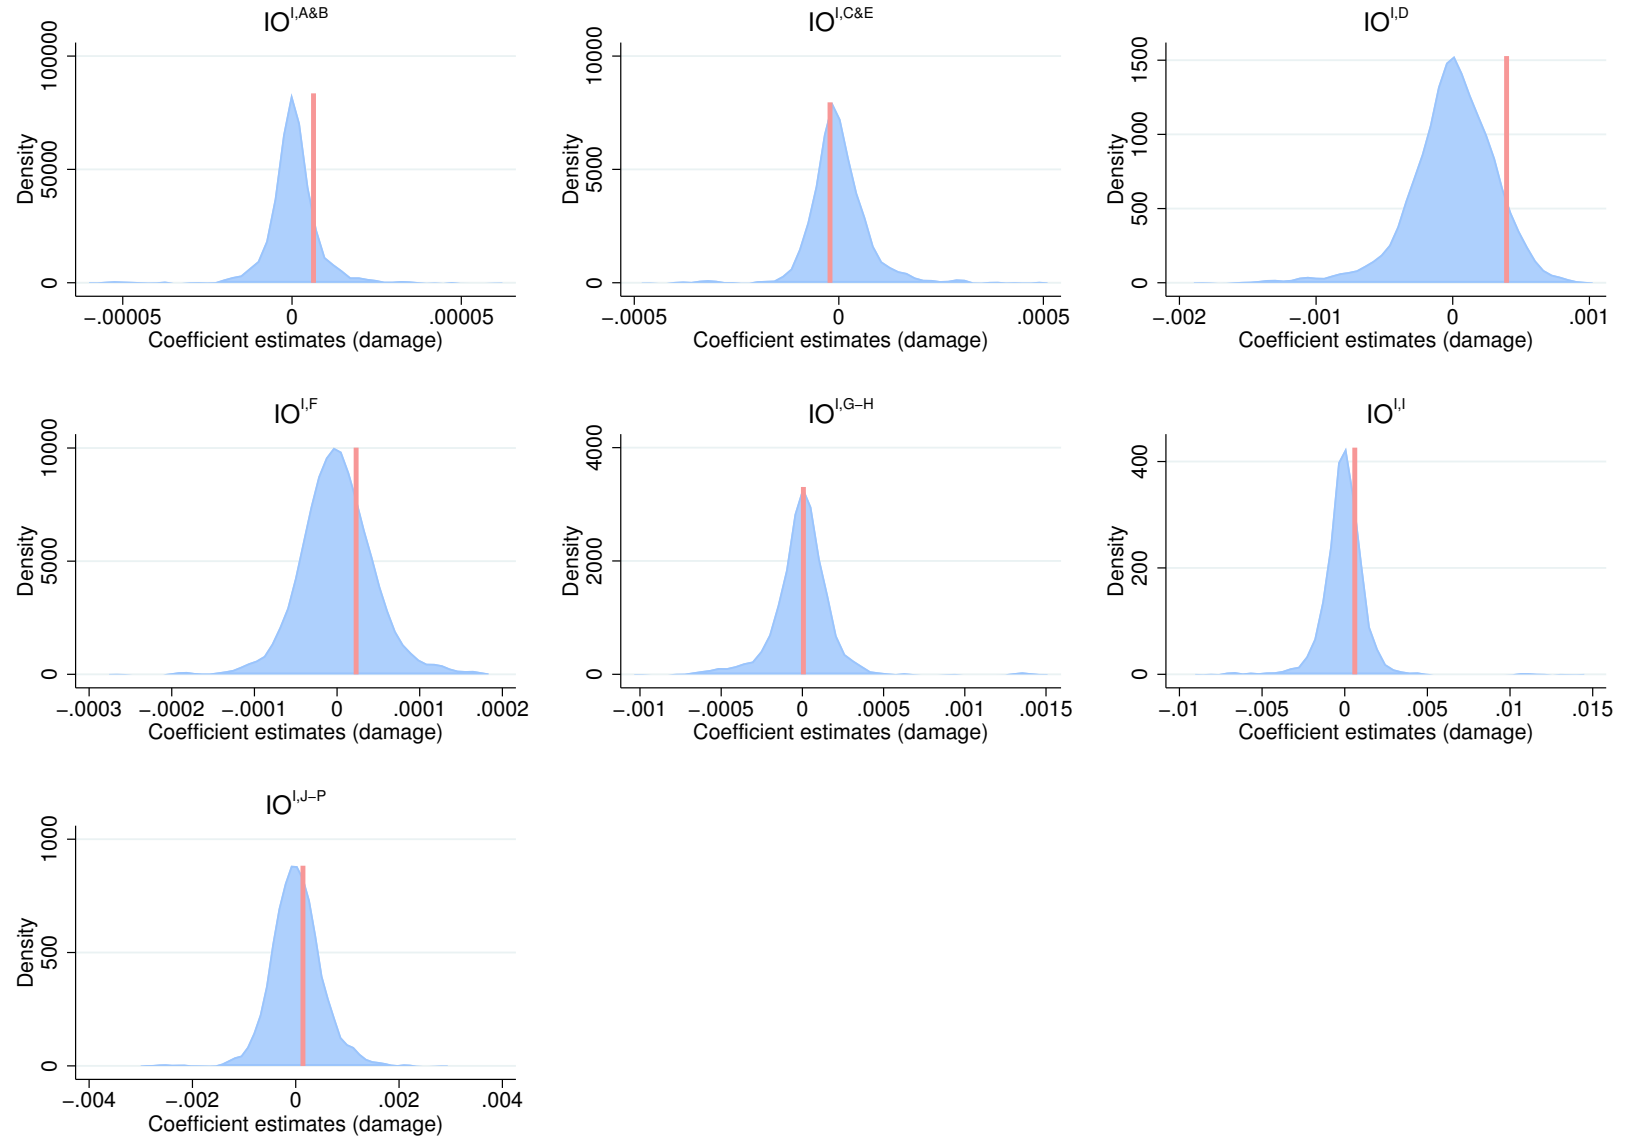 IO^I,A&B
Density
0 50000 100000
−.00005 0 .00005
Coefficient estimates (damage)
IO^I,C&E
Density
0 5000 10000
−.0005 0 .0005
Coefficient estimates (damage)
IO^I,D
Density
0 500 1000 1500
−.002 −.001 0 .001
Coefficient estimates (damage)
IO^I,F
Density
0 5000 10000
−.0003 −.0002 −.0001 0 .0001 .0002
Coefficient estimates (damage)
IO^I,G−H
Density
0 2000 4000
−.001 −.0005 0 .0005 .001 .0015
Coefficient estimates (damage)
IO^I,I
Density
0 200 400
−.01 −.005 0 .005 .01 .015
Coefficient estimates (damage)
IO^I,J−P
Density
0 500 1000
−.004 −.002 0 .002 .004
Coefficient estimates (damage)